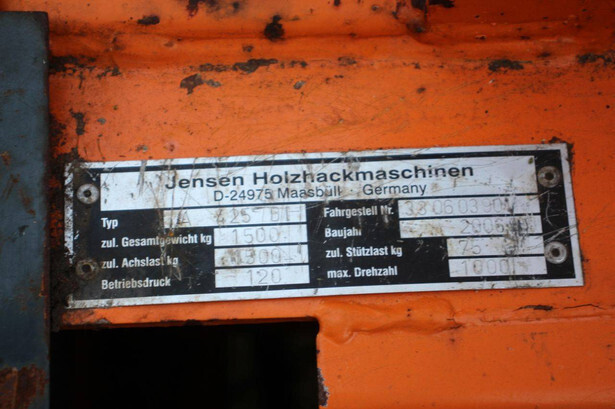 Jensen Holzhackmaschinen
D-24975 Maasbüll · Germany
Typ A
zul. Gesamtgewicht kg 1500
zul. Achslast kg
Betriebsdruck 120
Fahrgestell Nr.
Baujahr
zul. Stützlast kg 75
max. Drehzahl 1000